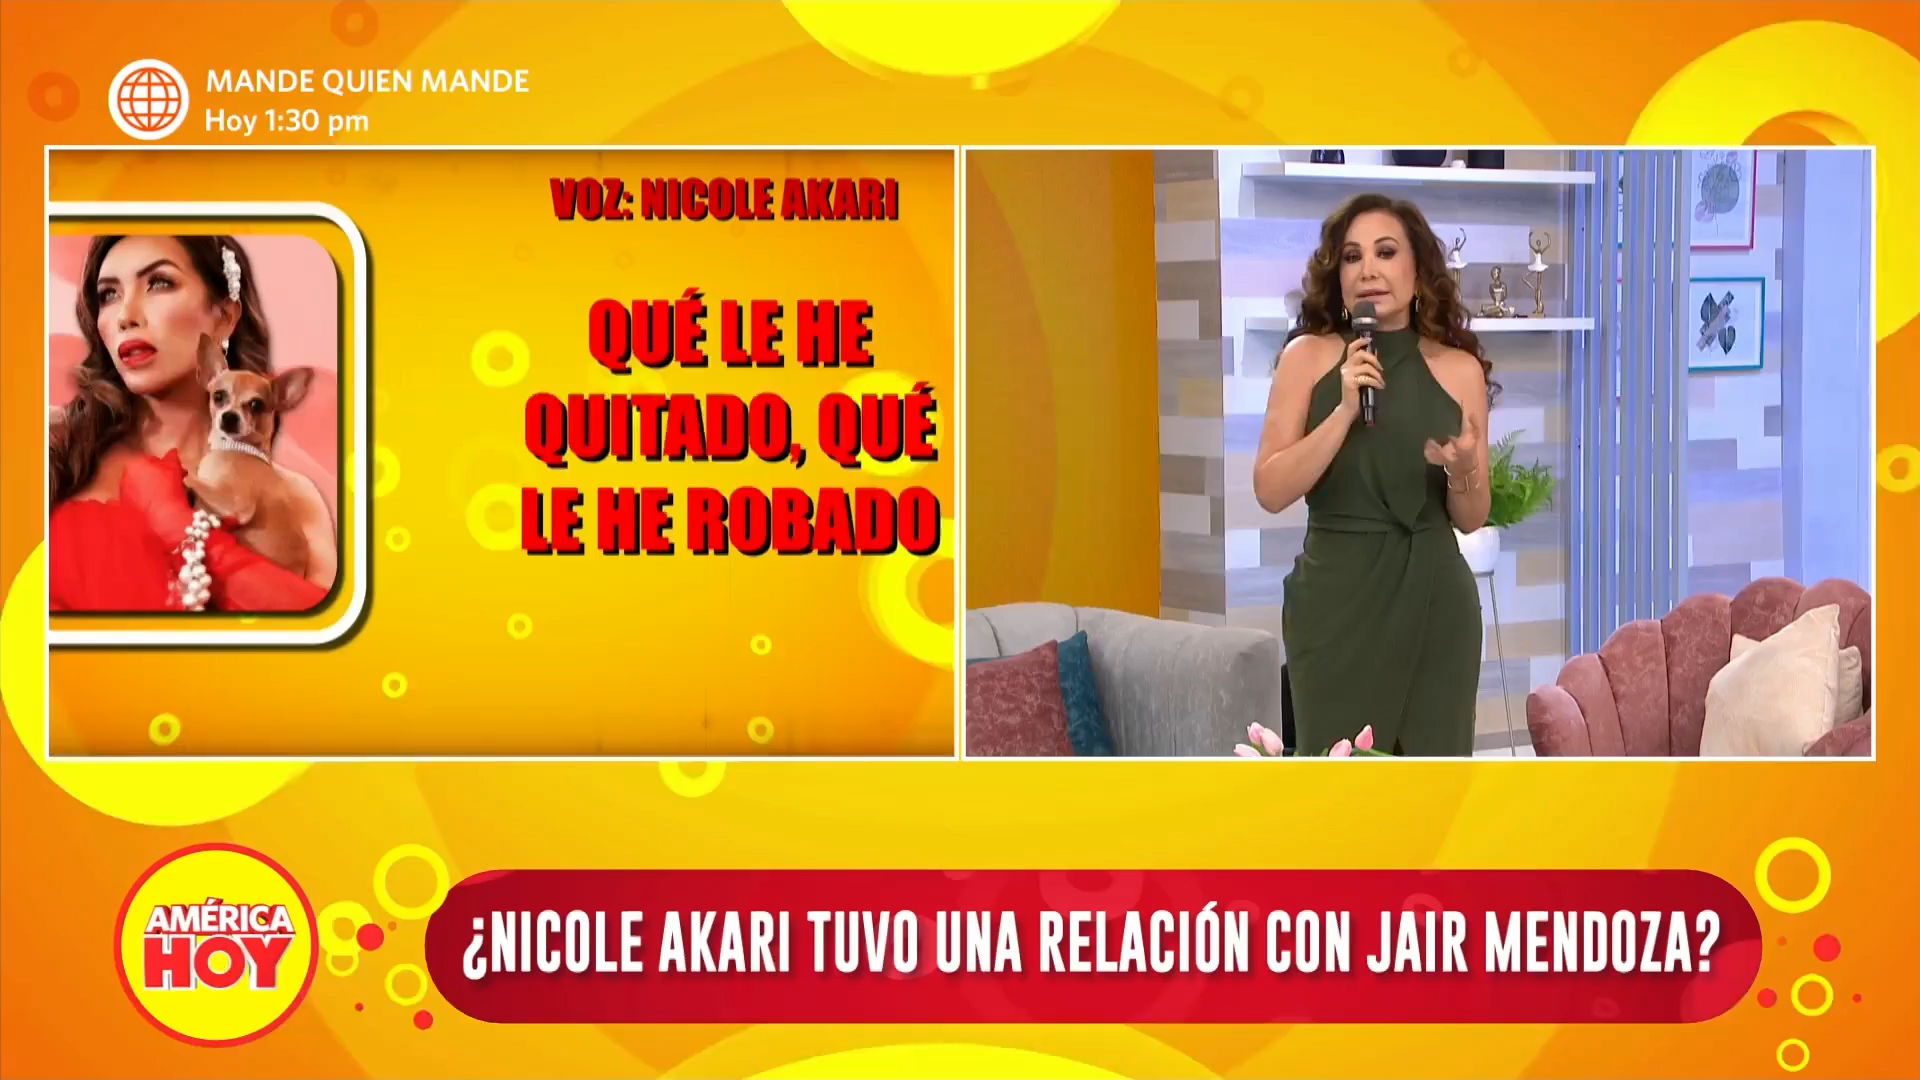 MANDE QUIEN MANDE
Hoy 1:30 pm
VOZ: NICOLE AKARI
QUÉ LE HE
QUITADO, QUÉ
LE HE ROBADO
AMÉRICA
HOY
¿NICOLE AKARI TUVO UNA RELACIÓN CON JAIR MENDOZA?